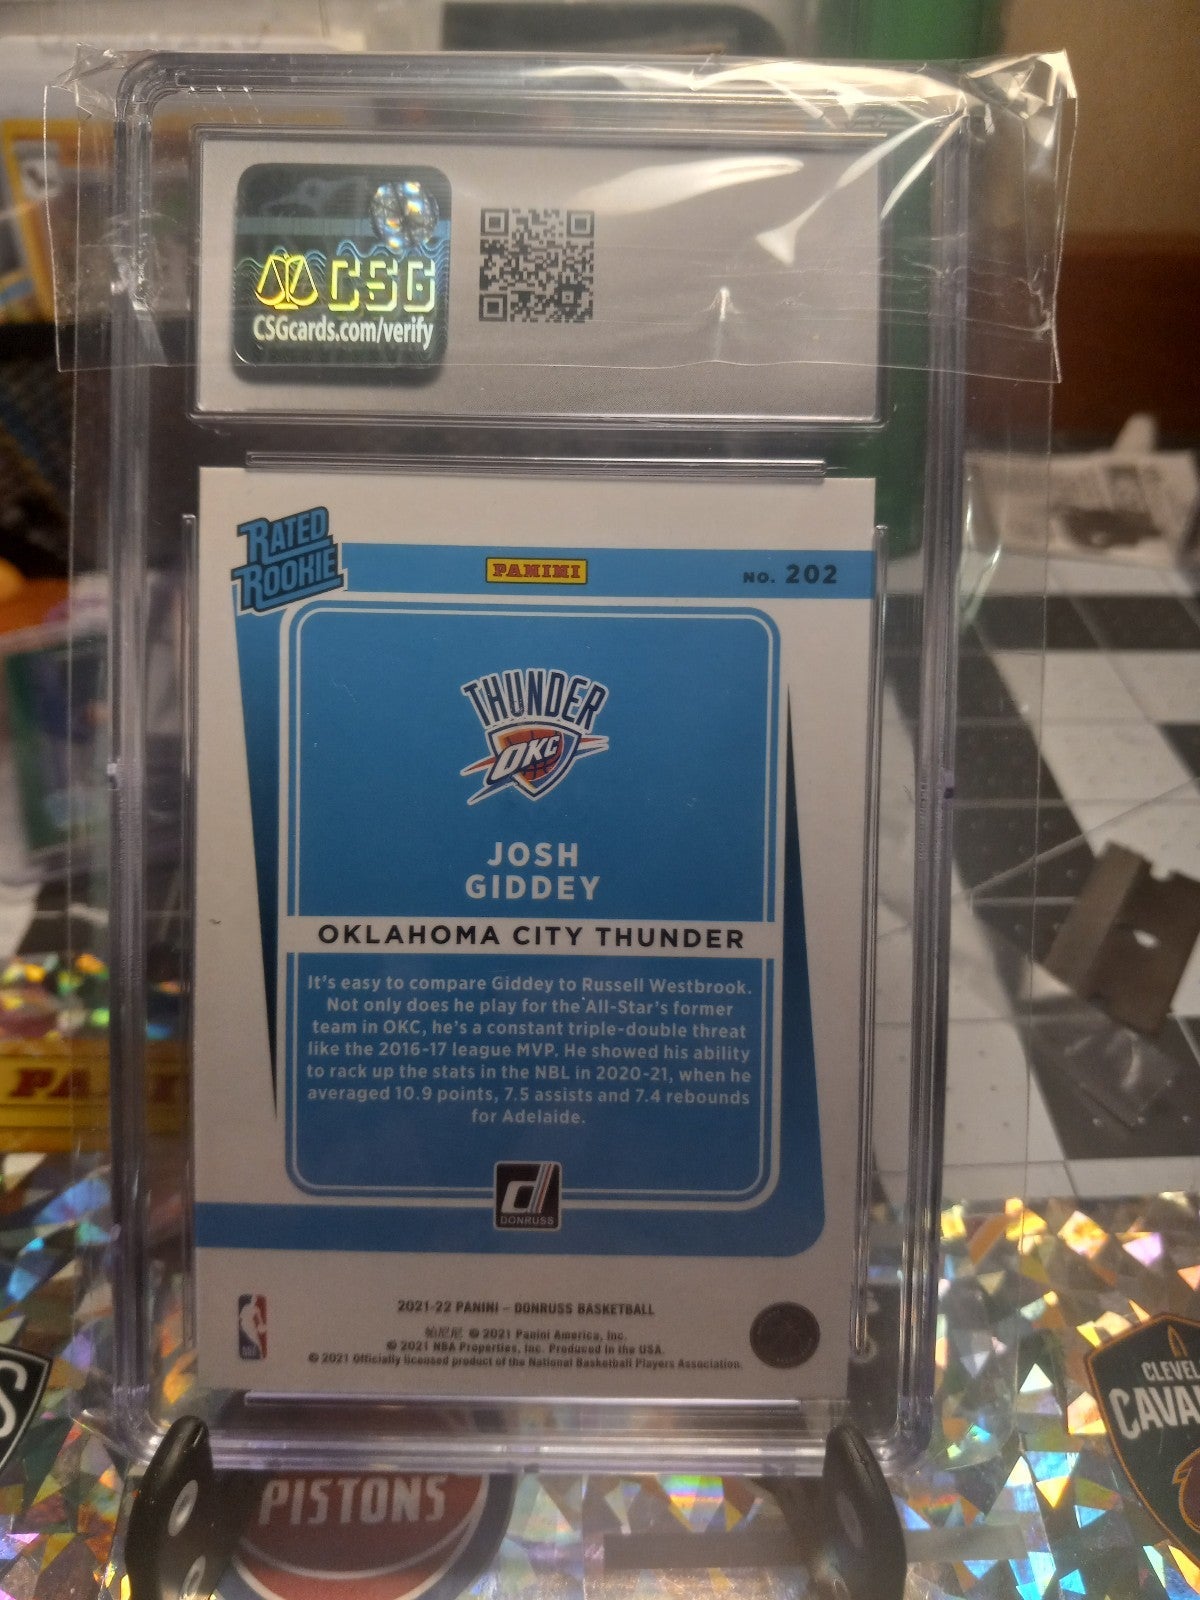 CSG
CSGcards.com/verify
RATED
ROOKIE
PANINI
NO. 202
THUNDER
OKC
JOSH
GIDDEY
OKLAHOMA CITY THUNDER
It's easy to compare Giddey to Russell Westbrook.
Not only does he play for the All-Star's former
team in OKC, he's a constant triple-double threat
like the 2016-17 league MVP. He showed his ability
to rack up the stats in the NBL in 2020-21, when he
averaged 10.9 points, 7.5 assists and 7.4 rebounds
for Adelaide.
d
DONRUSS
2021-22 PANINI – DONRUSS BASKETBALL
帕尼尼 © 2021 Panini America, Inc.
© 2021 NBA Properties, Inc. Produced in the USA.
© 2021 Officially licensed product of the National Basketball Players Association.
NBA
PISTONS
CLEVEL
CAVA